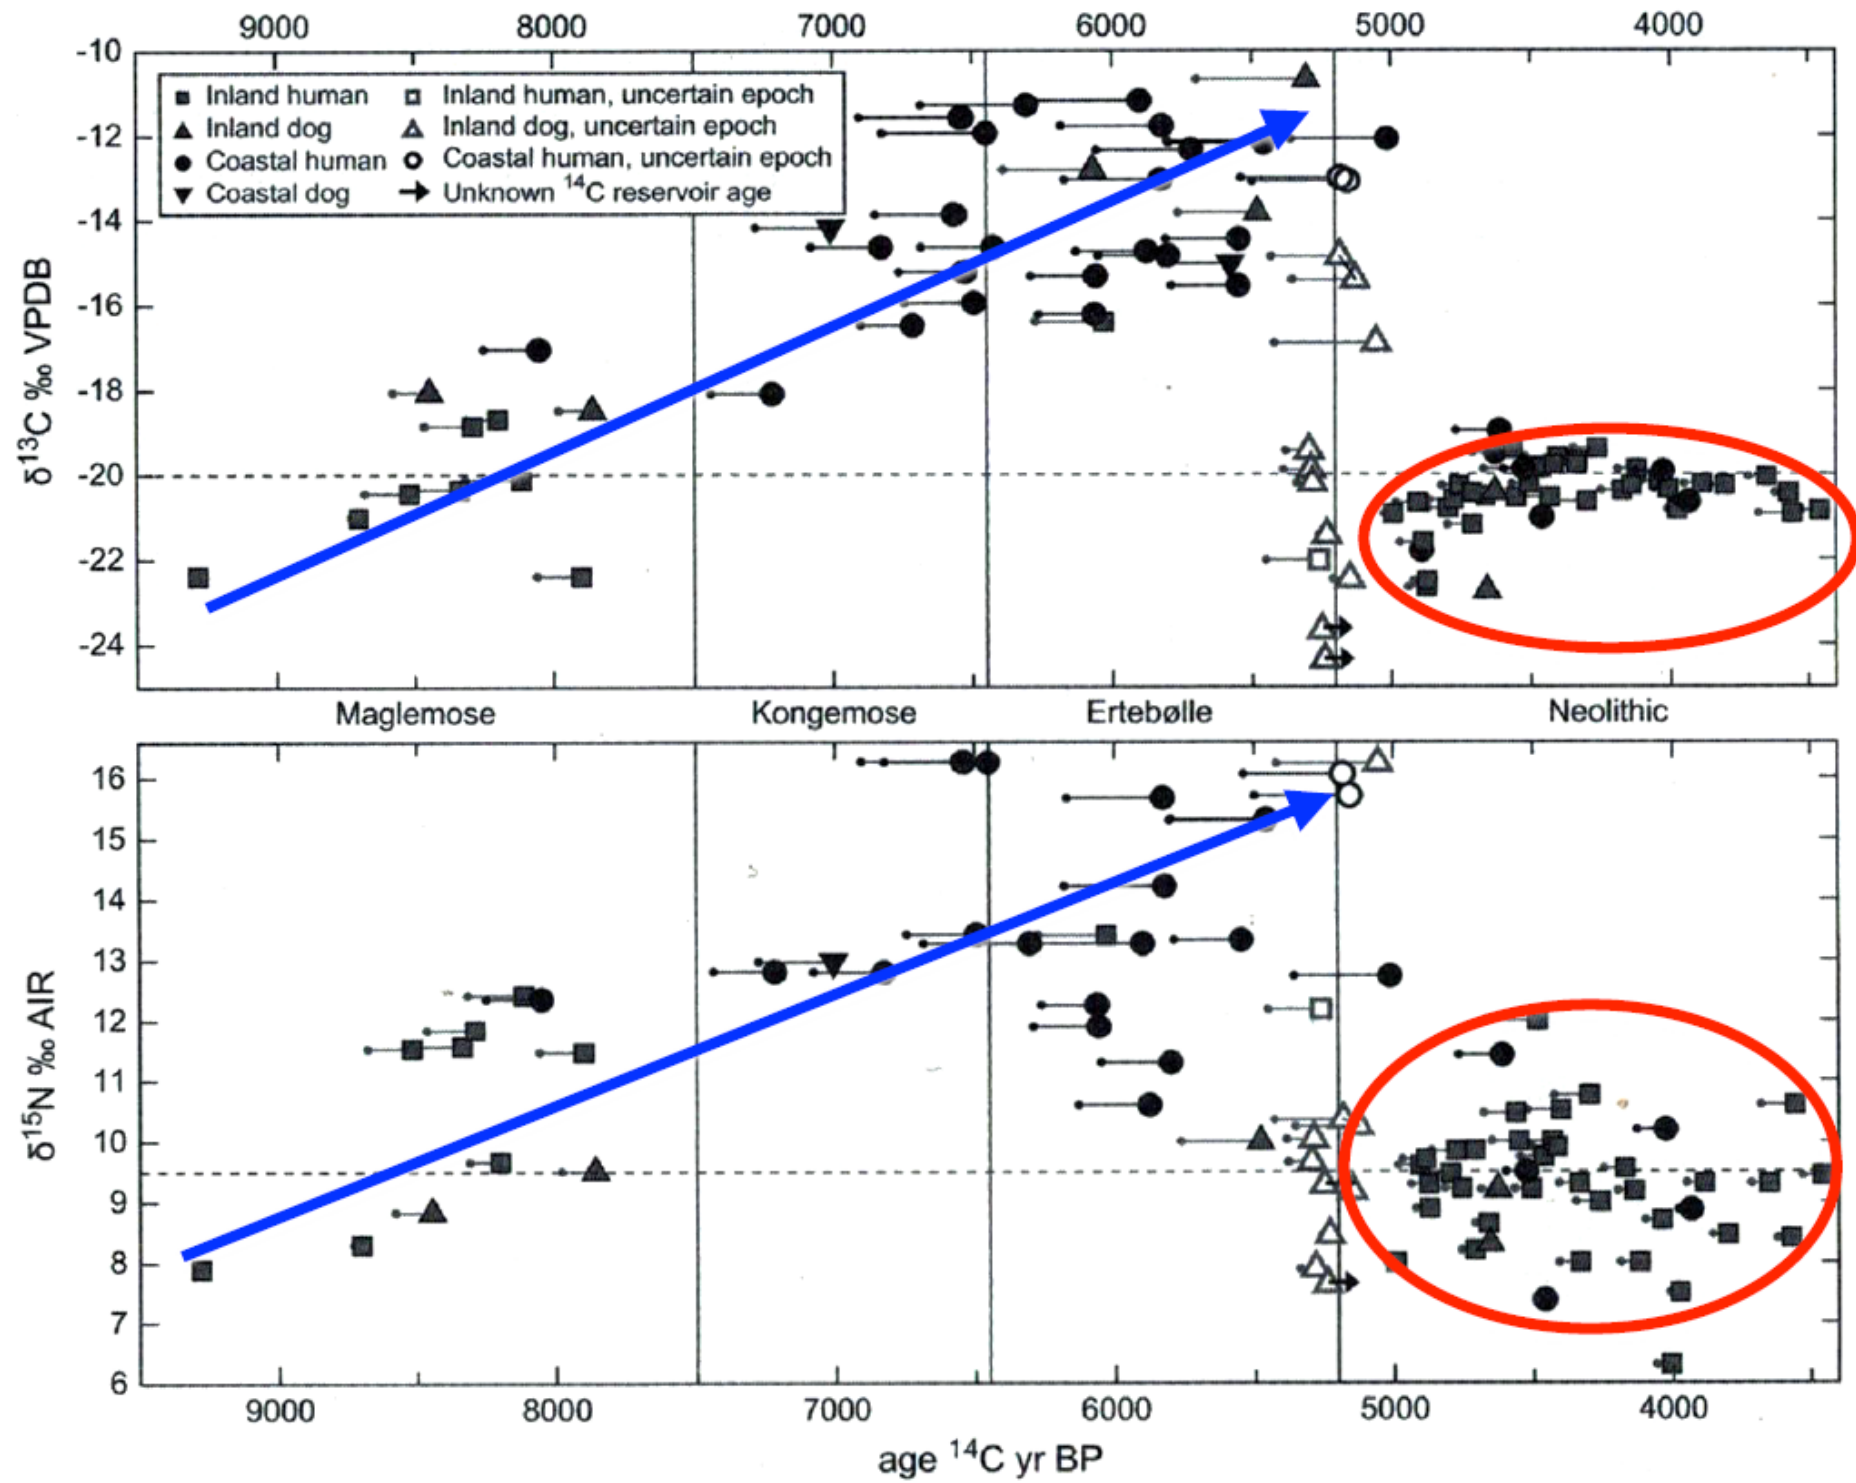 9000 8000 7000 6000 5000 4000
-10
-12
-14
-16
-18
-20
-22
-24
δ¹³C ‰ VPDB
Inland human
Inland dog
Coastal human
Coastal dog
Inland human, uncertain epoch
Inland dog, uncertain epoch
Coastal human, uncertain epoch
Unknown ¹⁴C reservoir age
Maglemose Kongemose Ertebølle Neolithic
16
15
14
13
12
11
10
9
8
7
6
δ¹⁵N ‰ AIR
9000 8000 7000 6000 5000 4000
age ¹⁴C yr BP